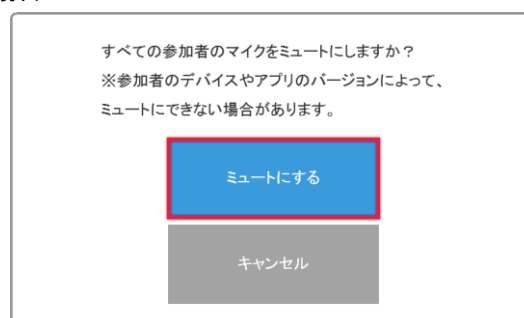 すべての参加者のマイクをミュートにしますか？
※参加者のデバイスやアプリのバージョンによって、
ミュートにできない場合があります。
ミュートにする
キャンセル